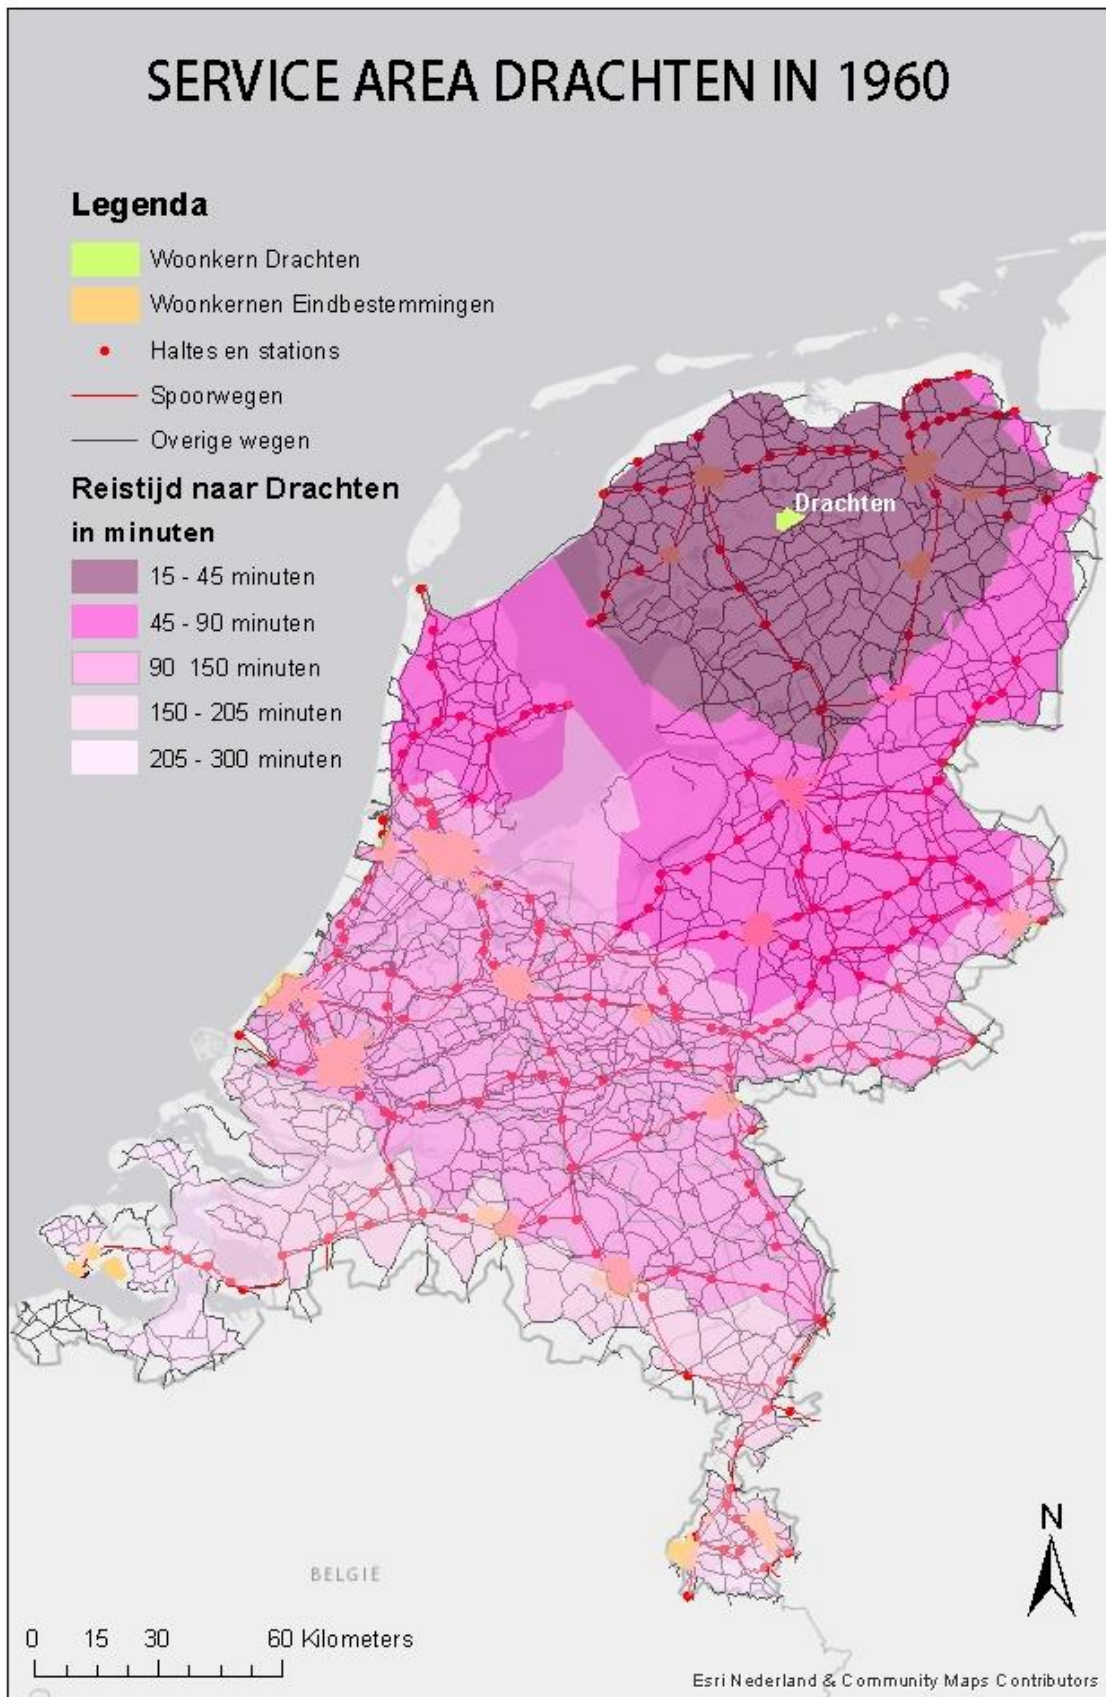 SERVICE AREA DRACHTEN IN 1960
Legenda
Woonkern Drachten
Woonkernen Eindbestemmingen
Haltes en stations
Spoorwegen
Overige wegen
Reistijd naar Drachten
in minuten
15 - 45 minuten
45 - 90 minuten
90 150 minuten
150 - 205 minuten
205 - 300 minuten
Drachten
BELGIË
N
0 15 30 60 Kilometers
Esri Nederland & Community Maps Contributors